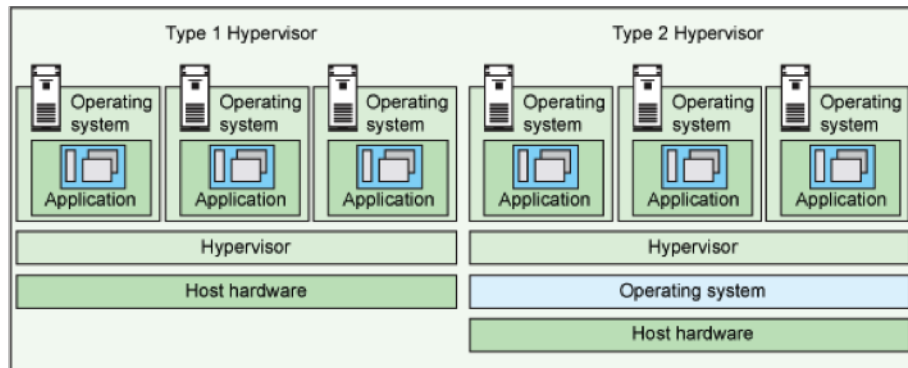 Type 1 Hypervisor
Operating
system
Application
Operating
system
Application
Operating
system
Application
Hypervisor
Host hardware
Type 2 Hypervisor
Operating
system
Application
Operating
system
Application
Operating
system
Application
Hypervisor
Operating system
Host hardware